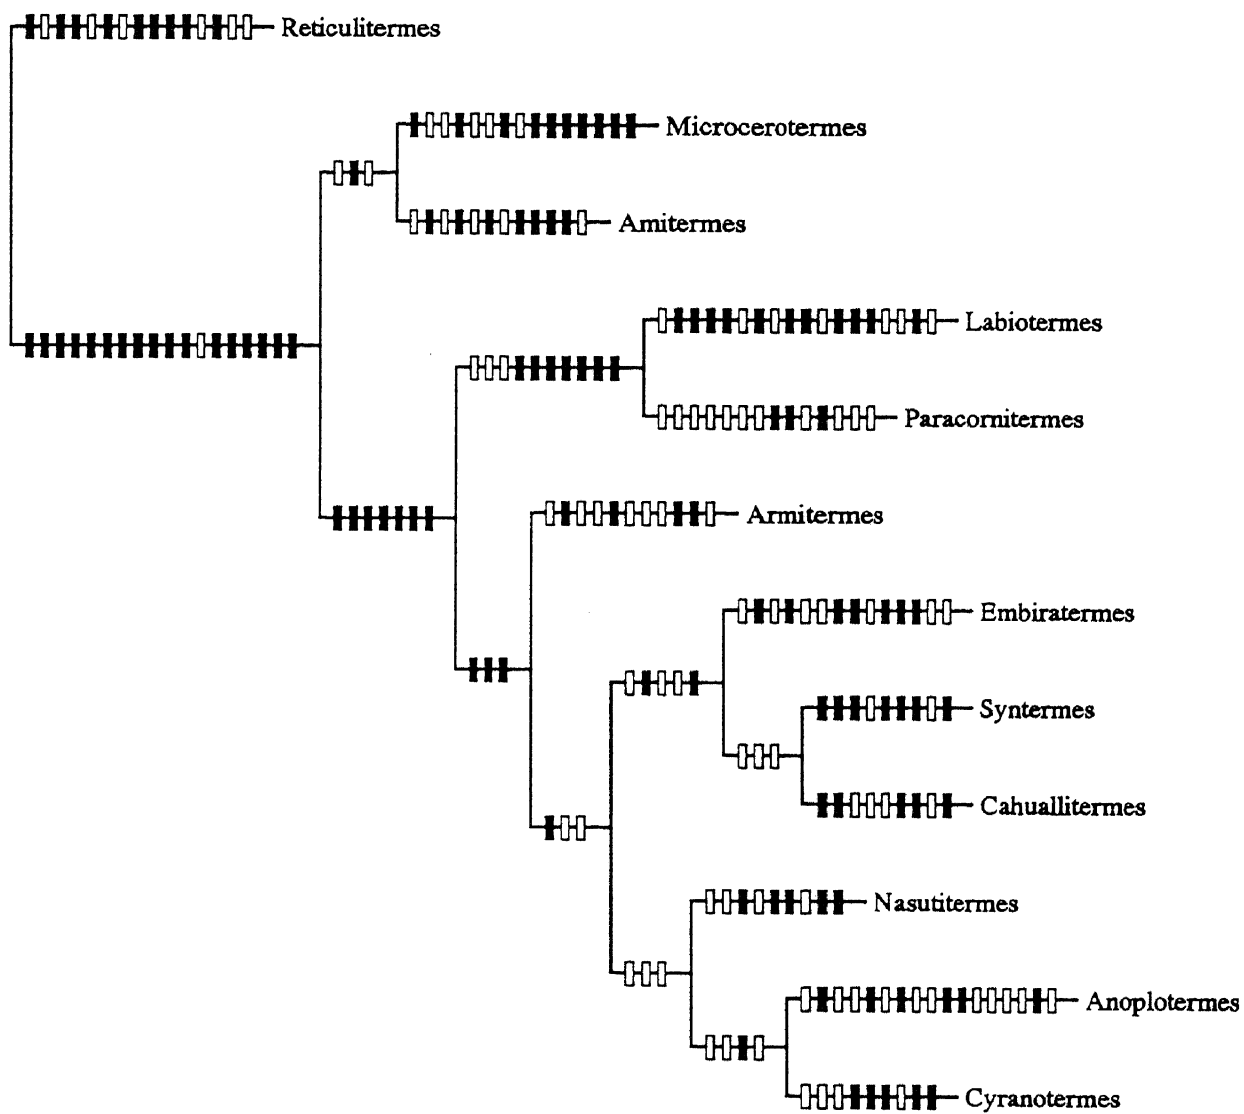 Reticulitermes
Microcerotermes
Amitermes
Labiotermes
Paracornitermes
Armitermes
Embiratermes
Syntermes
Cahuallitermes
Nasutitermes
Anoplotermes
Cyranotermes